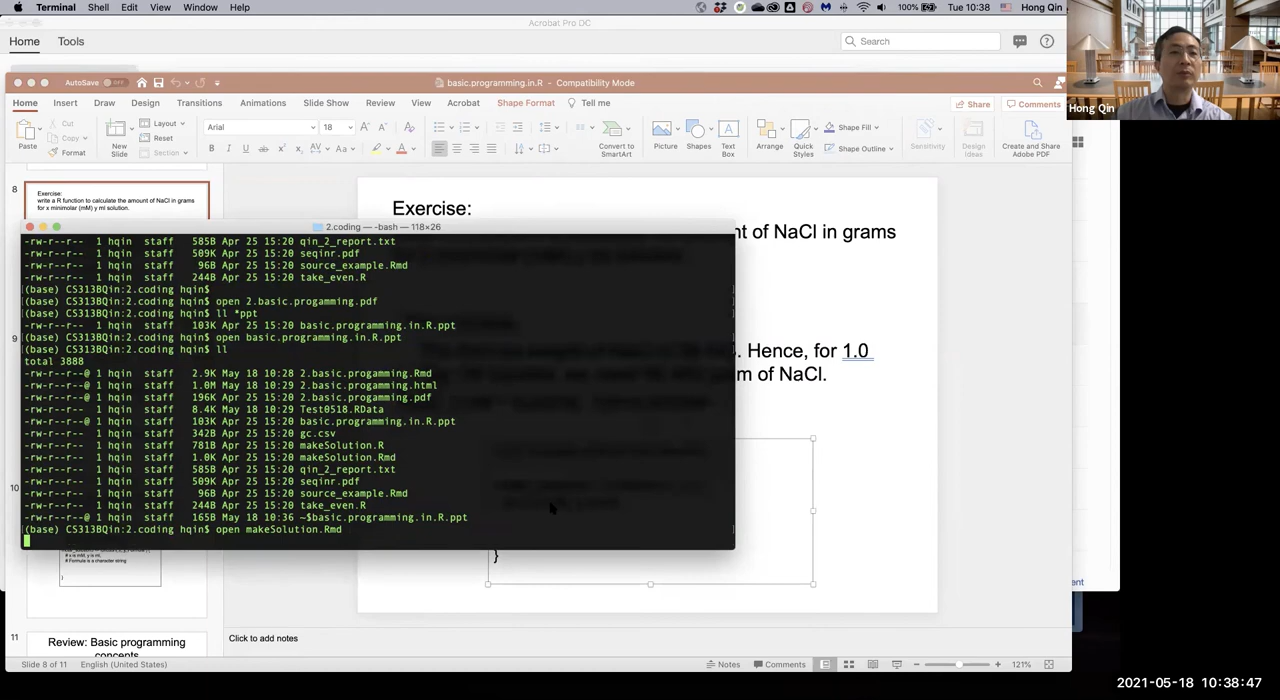 Terminal Shell Edit View Window Help 100% Tue 10:38 Hong Qin
Acrobat Pro DC
Home Tools Search
Hong Qin
AutoSave OFF basic.programming.in.R - Compatibility Mode
Home Insert Draw Design Transitions Animations Slide Show Review View Acrobat Shape Format Tell me Share Comments
Paste Cut Copy Format New Slide Layout Reset Section Arial 18 Convert to SmartArt Picture Shapes Text Box Arrange Quick Styles Shape Fill Shape Outline Sensitivity Design Ideas Create and Share Adobe PDF
8
Exercise:
write a R function to calculate the amount of NaCl in grams
for x minimolar (mM) y ml solution.
Exercise:
nt of NaCl in grams
. Hence, for 1.0
am of NaCl.
}
2.coding — -bash — 118×26
-rw-r--r-- 1 hqin staff 585B Apr 25 15:20 qin_2_report.txt
-rw-r--r-- 1 hqin staff 509K Apr 25 15:20 seqinr.pdf
-rw-r--r-- 1 hqin staff 96B Apr 25 15:20 source_example.Rmd
-rw-r--r-- 1 hqin staff 244B Apr 25 15:20 take_even.R
(base) CS313BQin:2.coding hqin$
(base) CS313BQin:2.coding hqin$ open 2.basic.progamming.pdf
(base) CS313BQin:2.coding hqin$ ll *ppt
-rw-r--r-- 1 hqin staff 103K Apr 25 15:20 basic.programming.in.R.ppt
(base) CS313BQin:2.coding hqin$ open basic.programming.in.R.ppt
(base) CS313BQin:2.coding hqin$ ll
total 3888
-rw-r--r--@ 1 hqin staff 2.9K May 18 10:28 2.basic.progamming.Rmd
-rw-r--r--@ 1 hqin staff 1.0M May 18 10:29 2.basic.progamming.html
-rw-r--r--@ 1 hqin staff 196K Apr 25 15:20 2.basic.progamming.pdf
-rw-r--r-- 1 hqin staff 8.4K May 18 10:29 Test0518.RData
-rw-r--r--@ 1 hqin staff 103K Apr 25 15:20 basic.programming.in.R.ppt
-rw-r--r-- 1 hqin staff 342B Apr 25 15:20 gc.csv
-rw-r--r-- 1 hqin staff 781B Apr 25 15:20 makeSolution.R
-rw-r--r-- 1 hqin staff 1.0K Apr 25 15:20 makeSolution.Rmd
-rw-r--r-- 1 hqin staff 585B Apr 25 15:20 qin_2_report.txt
-rw-r--r-- 1 hqin staff 509K Apr 25 15:20 seqinr.pdf
-rw-r--r-- 1 hqin staff 96B Apr 25 15:20 source_example.Rmd
-rw-r--r-- 1 hqin staff 244B Apr 25 15:20 take_even.R
-rw-r--r--@ 1 hqin staff 165B May 18 10:36 ~$basic.programming.in.R.ppt
(base) CS313BQin:2.coding hqin$ open makeSolution.Rmd
9
10
# x is mM, y is ml,
# Formula is a character string
}
11
Review: Basic programming
Click to add notes
Slide 8 of 11 English (United States) Notes Comments 121%
2021-05-18 10:38:47